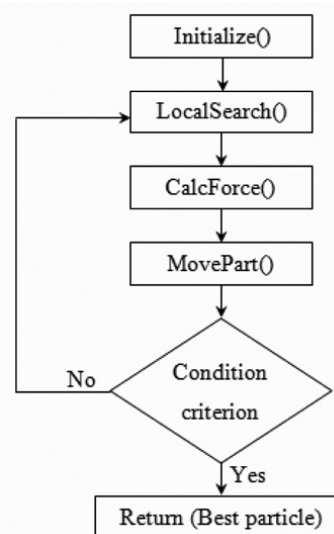 Initialize()
LocalSearch()
CalcForce()
MovePart()
Condition
criterion
No
Yes
Return (Best particle)